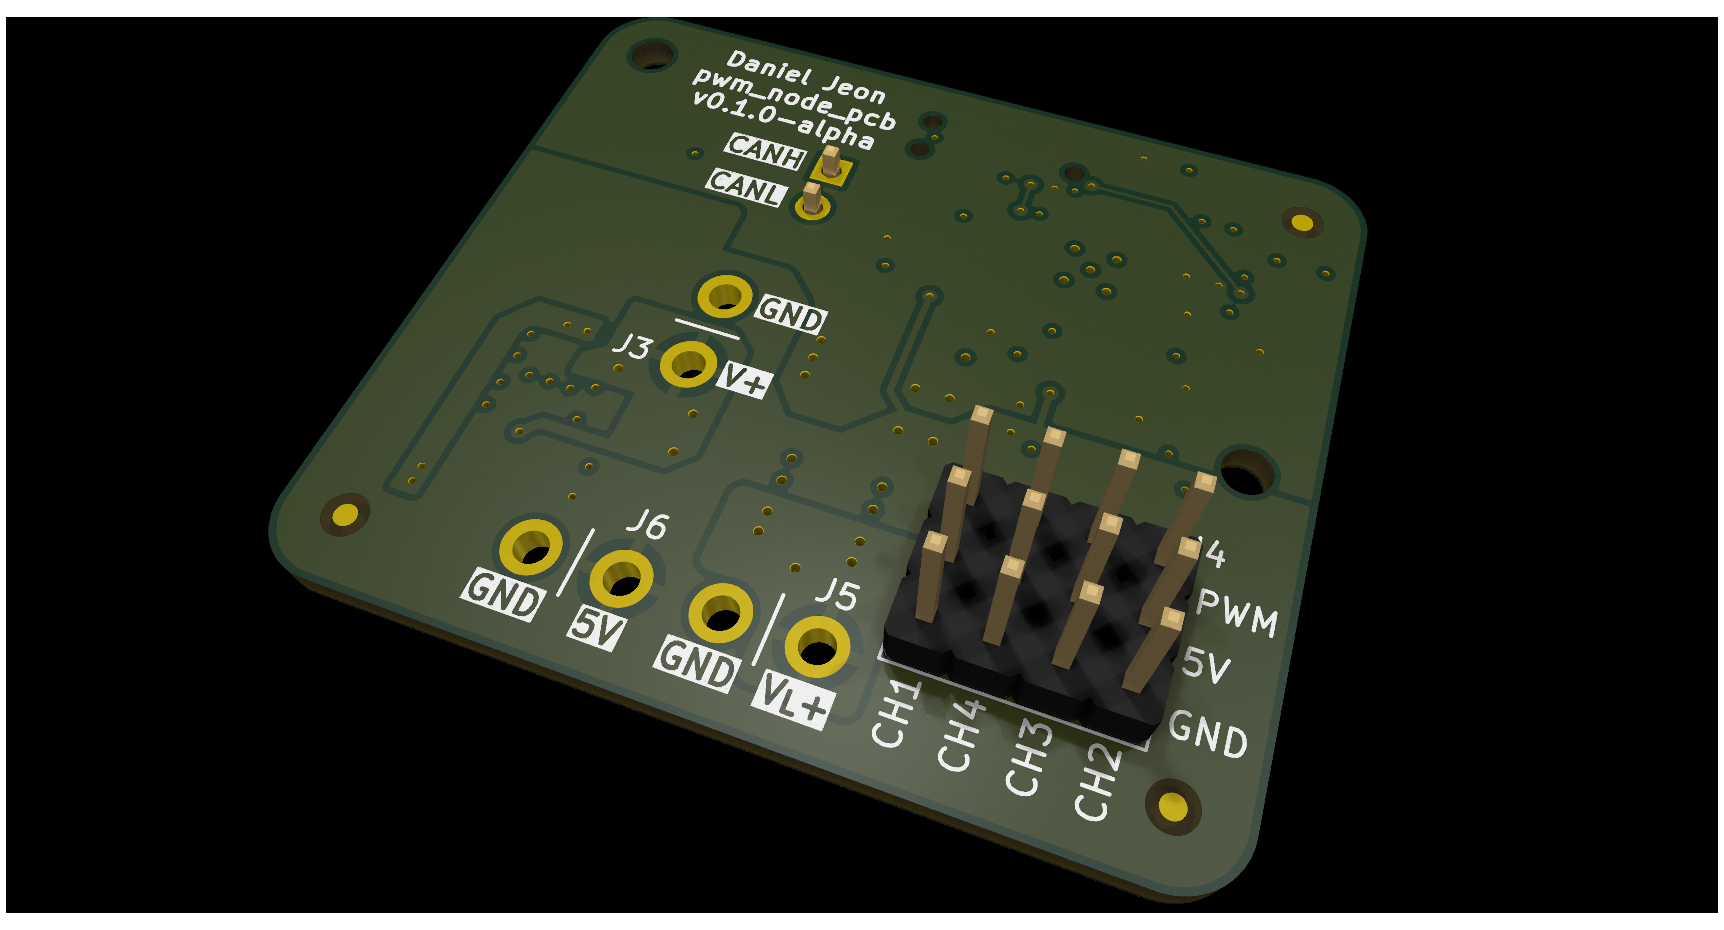 Daniel Jeon
pwm_node_pcb
v0.1.0-alpha
CANH
CANL
GND
J3
V+
J6
GND
5V
J5
GND
VL+
4
PWM
5V
GND
CH1
CH4
CH3
CH2